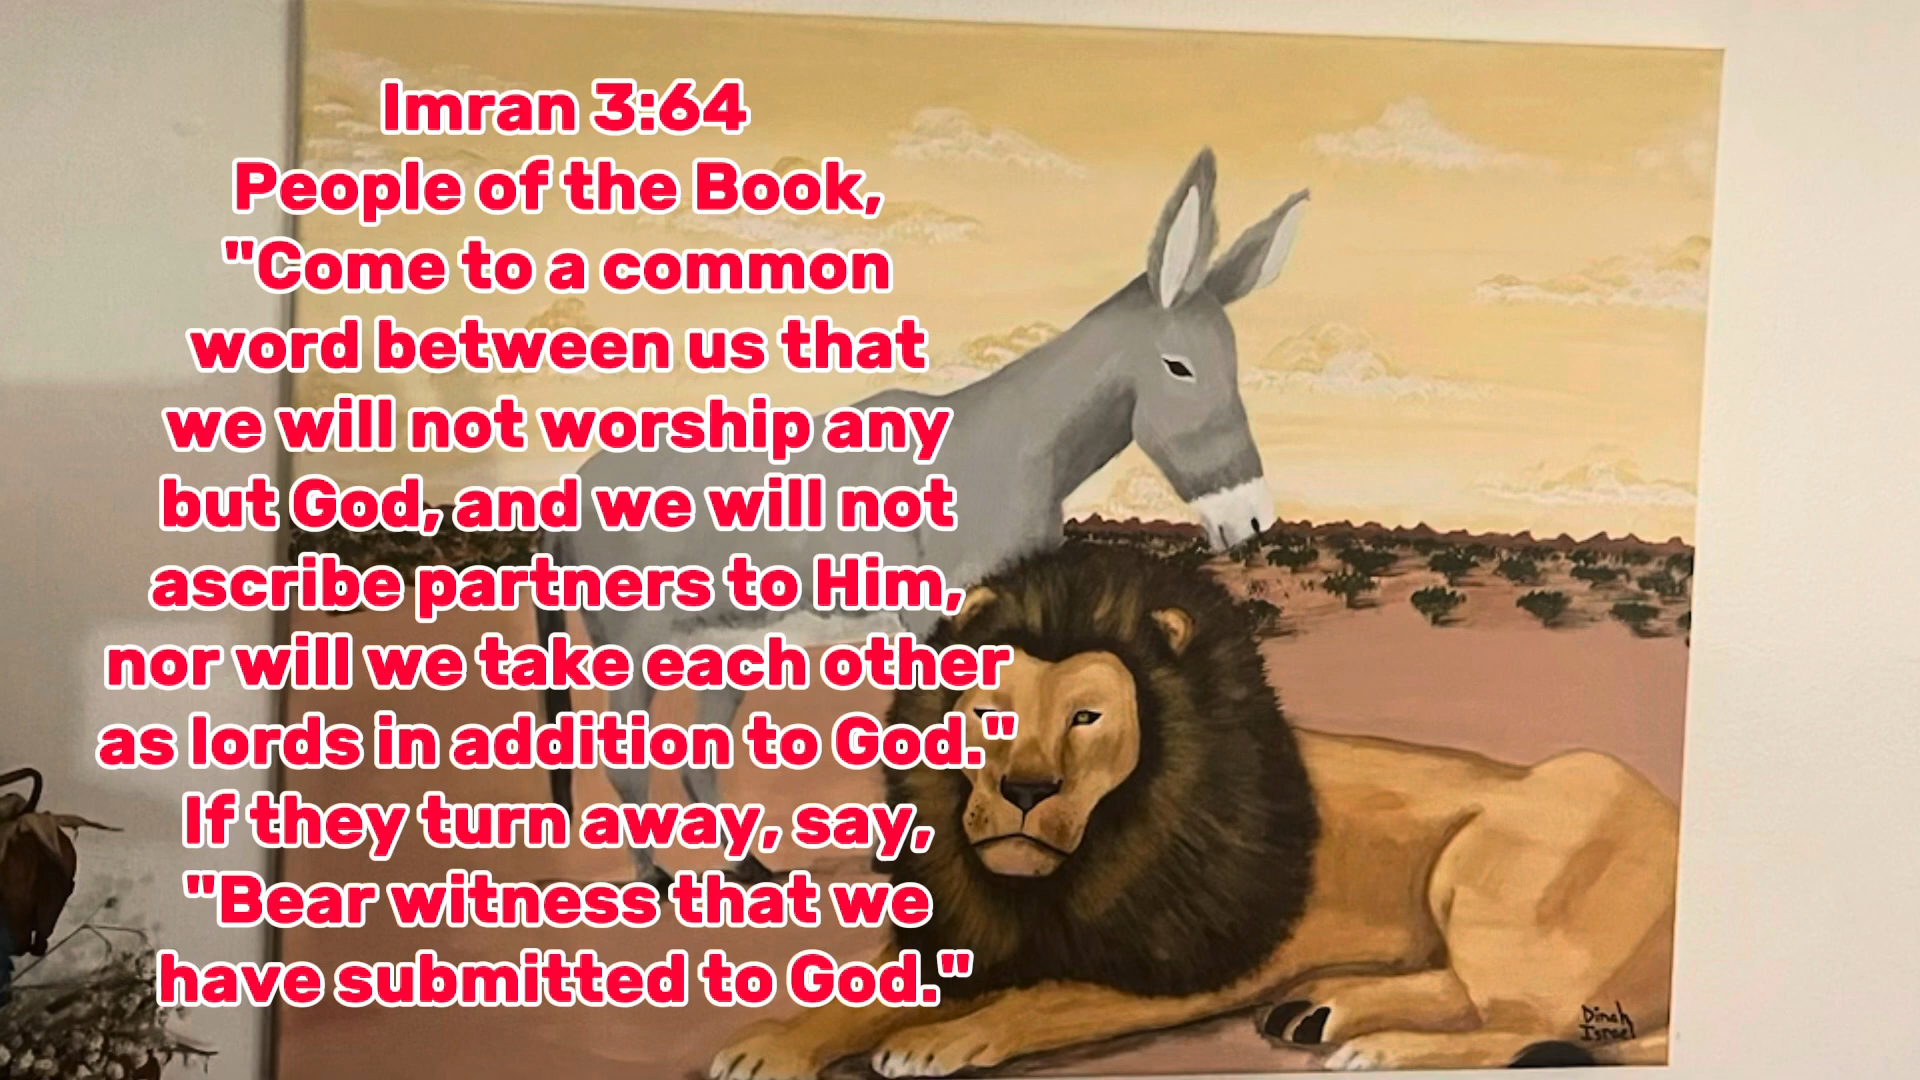 Imran 3:64
People of the Book,
"Come to a common
word between us that
we will not worship any
but God, and we will not
ascribe partners to Him,
nor will we take each other
as lords in addition to God."
If they turn away, say,
"Bear witness that we
have submitted to God."
Dinah
Israel